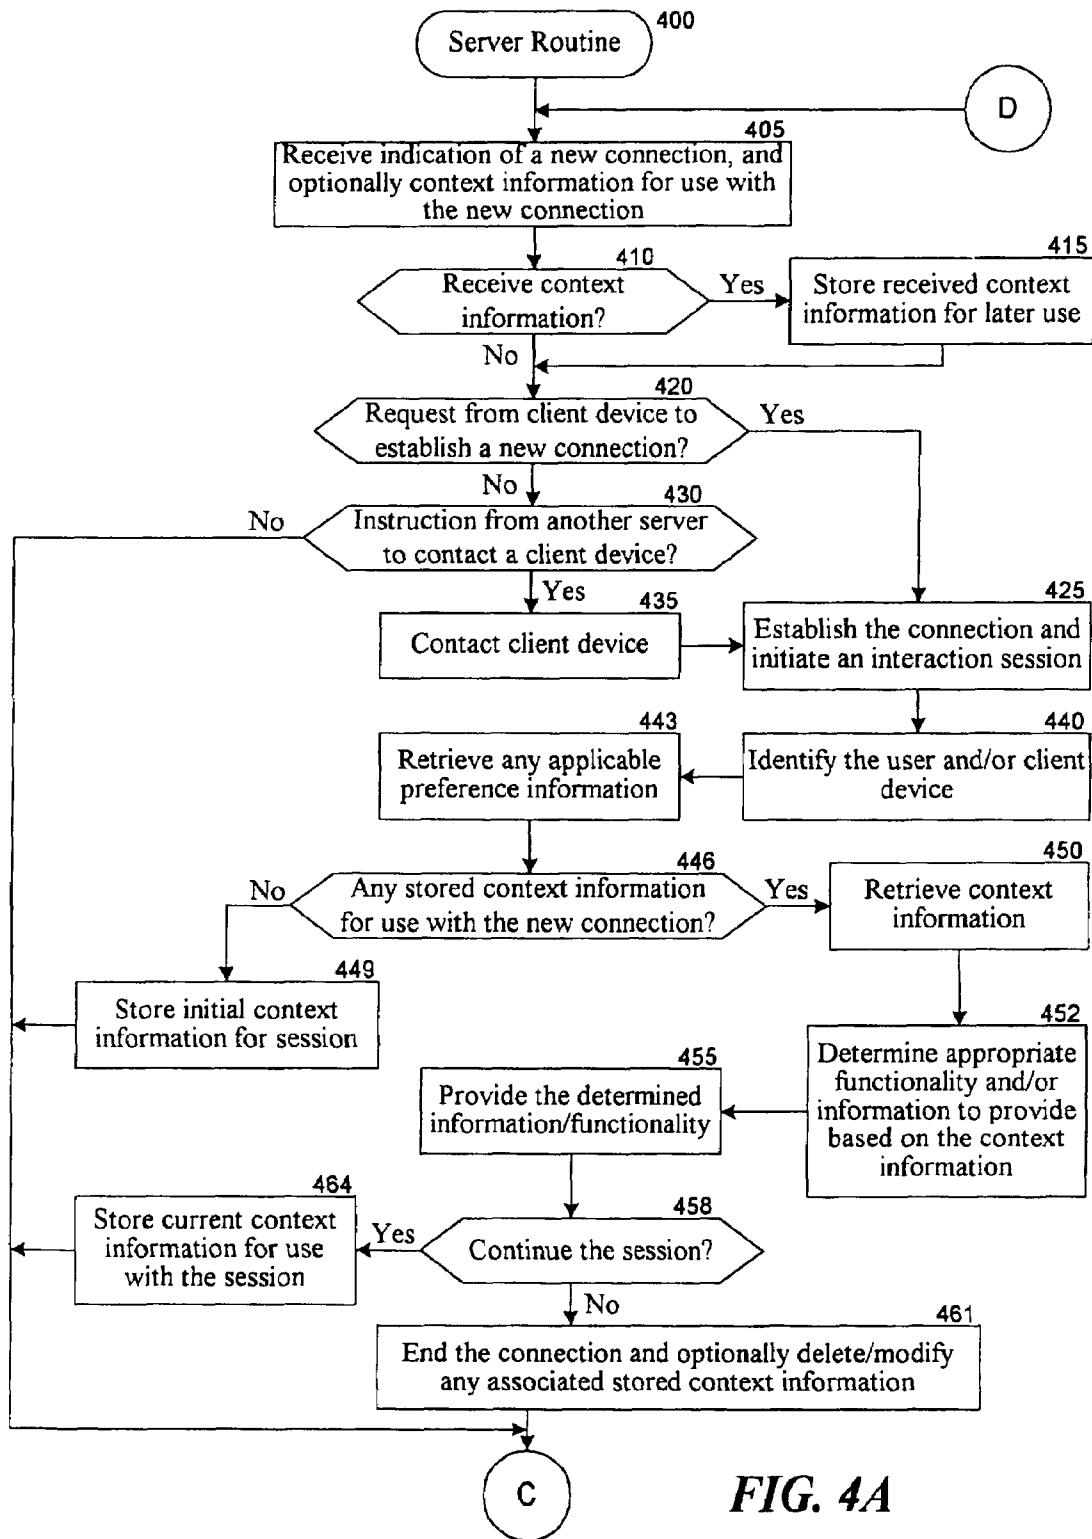 400
Server Routine
D
405
Receive indication of a new connection, and
optionally context information for use with
the new connection
410
Receive context
information?
Yes
415
Store received context
information for later use
No
420
Request from client device to
establish a new connection?
Yes
No
430
Instruction from another server
to contact a client device?
No
Yes
435
Contact client device
425
Establish the connection and
initiate an interaction session
440
Identify the user and/or client
device
443
Retrieve any applicable
preference information
446
Any stored context information
for use with the new connection?
No
Yes
450
Retrieve context
information
449
Store initial context
information for session
452
Determine appropriate
functionality and/or
information to provide
based on the context
information
455
Provide the determined
information/functionality
458
Continue the session?
Yes
464
Store current context
information for use
with the session
No
461
End the connection and optionally delete/modify
any associated stored context information
C
FIG. 4A